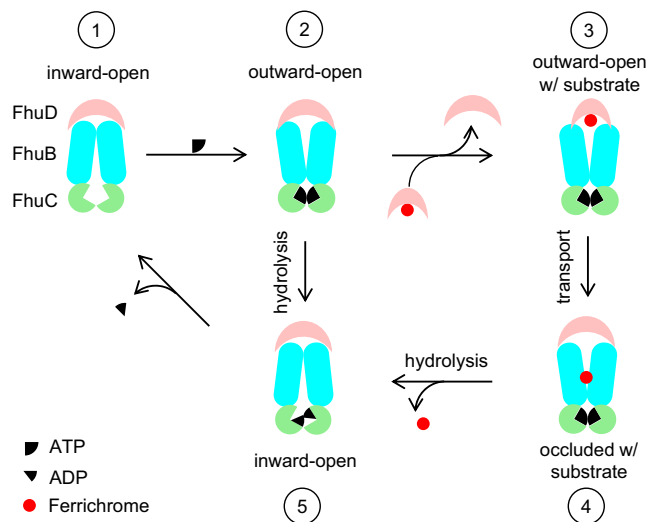 1
2
3
inward-open
outward-open
outward-open
w/ substrate
FhuD
FhuB
FhuC
hydrolysis
transport
hydrolysis
ATP
ADP
Ferrichrome
inward-open
occluded w/
substrate
5
4